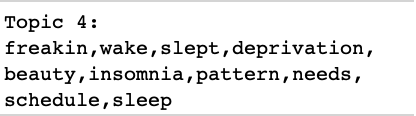 Topic 4:
freakin,wake,slept,deprivation,
beauty,insomnia,pattern,needs,
schedule,sleep